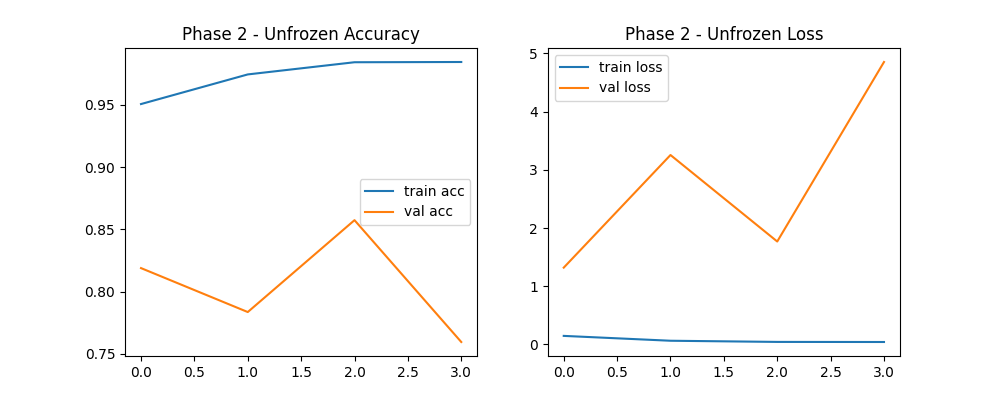 Phase 2 - Unfrozen Accuracy
0.95
0.90
0.85
0.80
0.75
train acc
val acc
0.0 0.5 1.0 1.5 2.0 2.5 3.0
Phase 2 - Unfrozen Loss
5
4
3
2
1
0
train loss
val loss
0.0 0.5 1.0 1.5 2.0 2.5 3.0